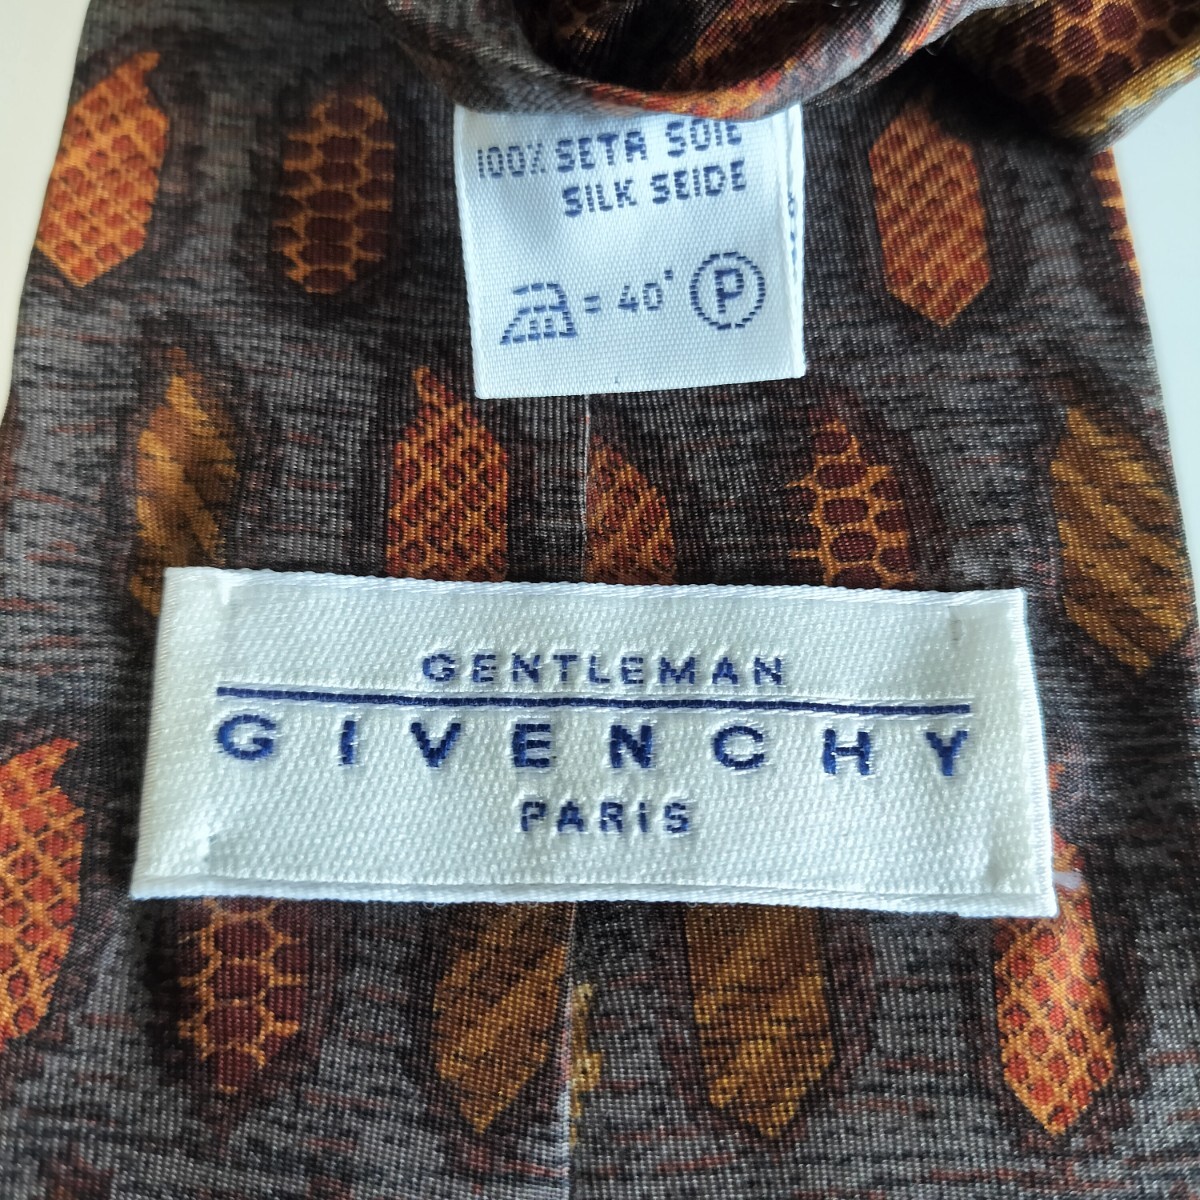 100% SETA SOIE
SILK SEIDE
= 40° P
GENTLEMAN
GIVENCHY
PARIS